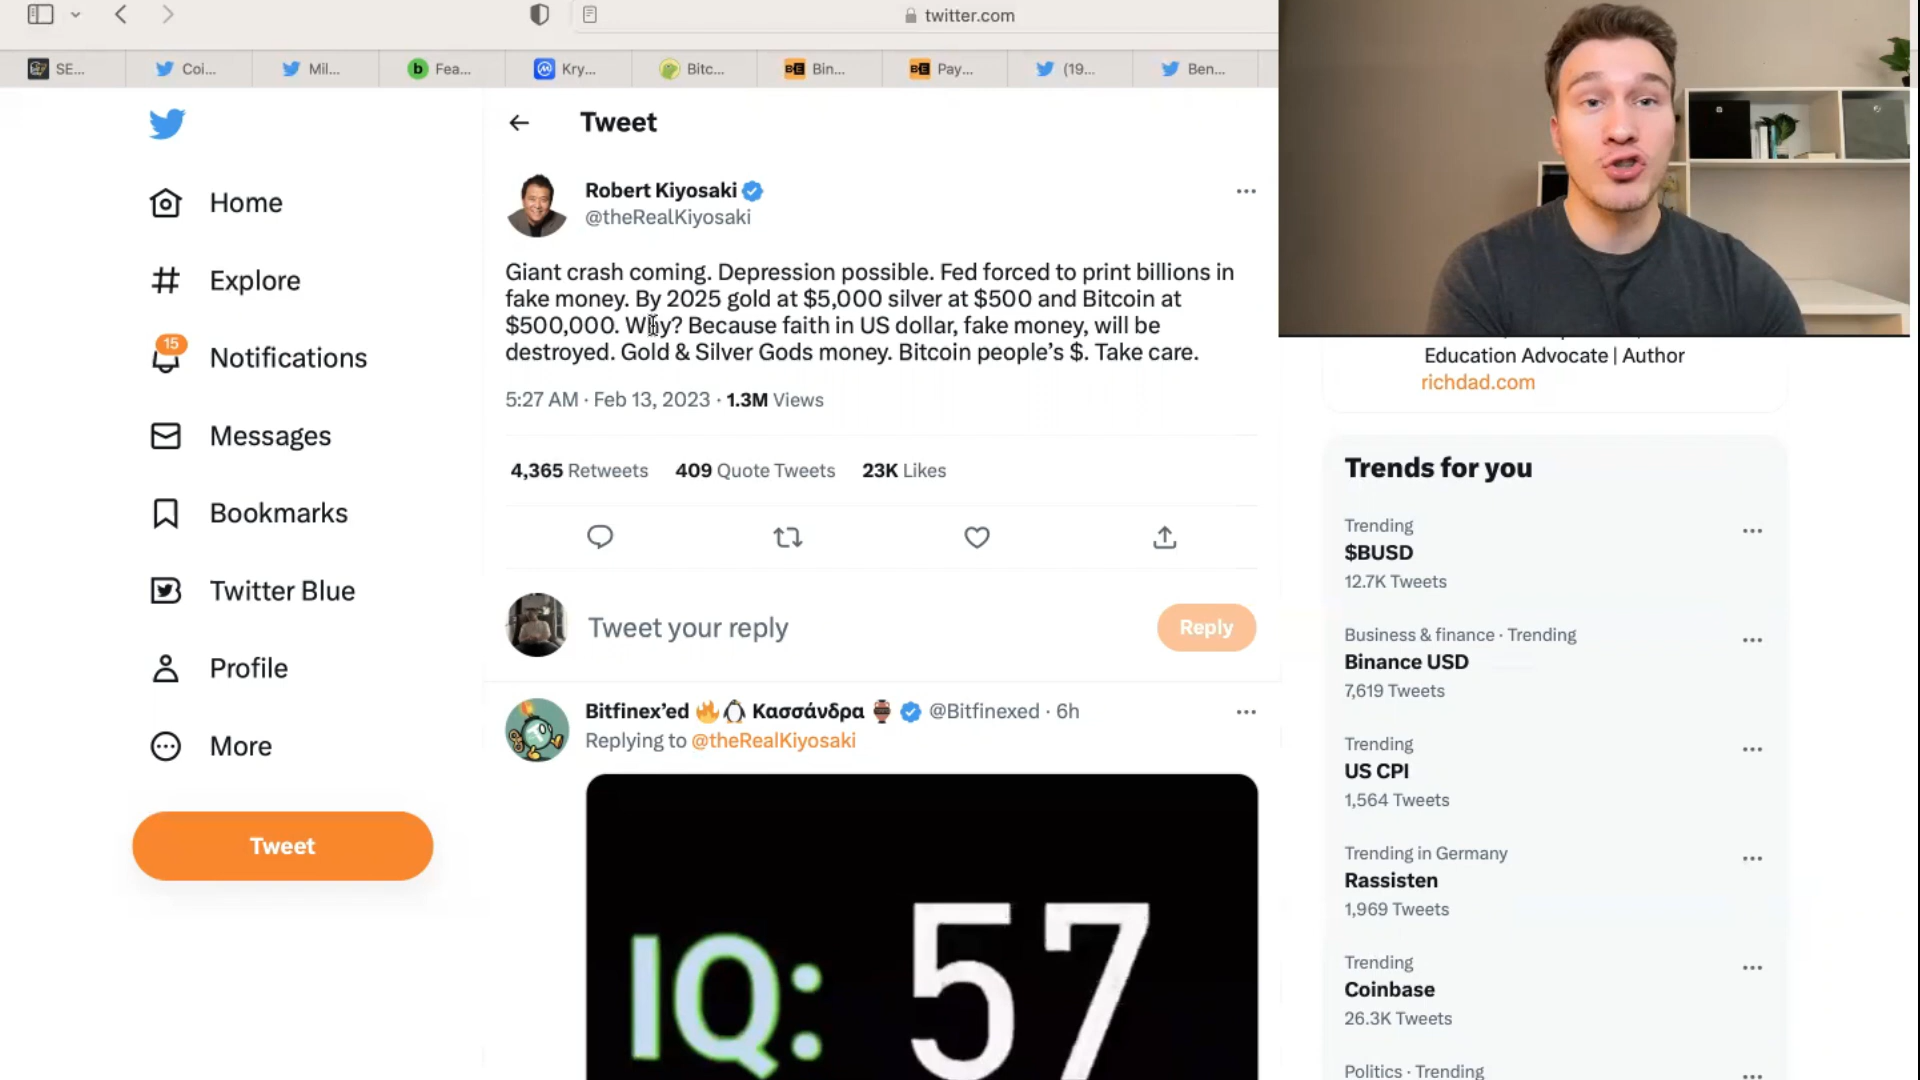 twitter.com
SE...
Coi...
Mil...
Fea...
Kry...
Bitc...
Bin...
Pay...
(19...
Ben...
Home
Explore
15
Notifications
Messages
Bookmarks
Twitter Blue
Profile
More
Tweet
Tweet
Robert Kiyosaki
@theRealKiyosaki
Giant crash coming. Depression possible. Fed forced to print billions in
fake money. By 2025 gold at $5,000 silver at $500 and Bitcoin at
$500,000. Why? Because faith in US dollar, fake money, will be
destroyed. Gold & Silver Gods money. Bitcoin people’s $. Take care.
5:27 AM · Feb 13, 2023 · 1.3M Views
4,365 Retweets 409 Quote Tweets 23K Likes
Tweet your reply
Reply
Bitfinex’ed 🔥🐧 Κασσάνδρα 🏺 @Bitfinexed · 6h
Replying to @theRealKiyosaki
IQ: 57
Education Advocate | Author
richdad.com
Trends for you
Trending
$BUSD
12.7K Tweets
Business & finance · Trending
Binance USD
7,619 Tweets
Trending
US CPI
1,564 Tweets
Trending in Germany
Rassisten
1,969 Tweets
Trending
Coinbase
26.3K Tweets
Politics · Trending